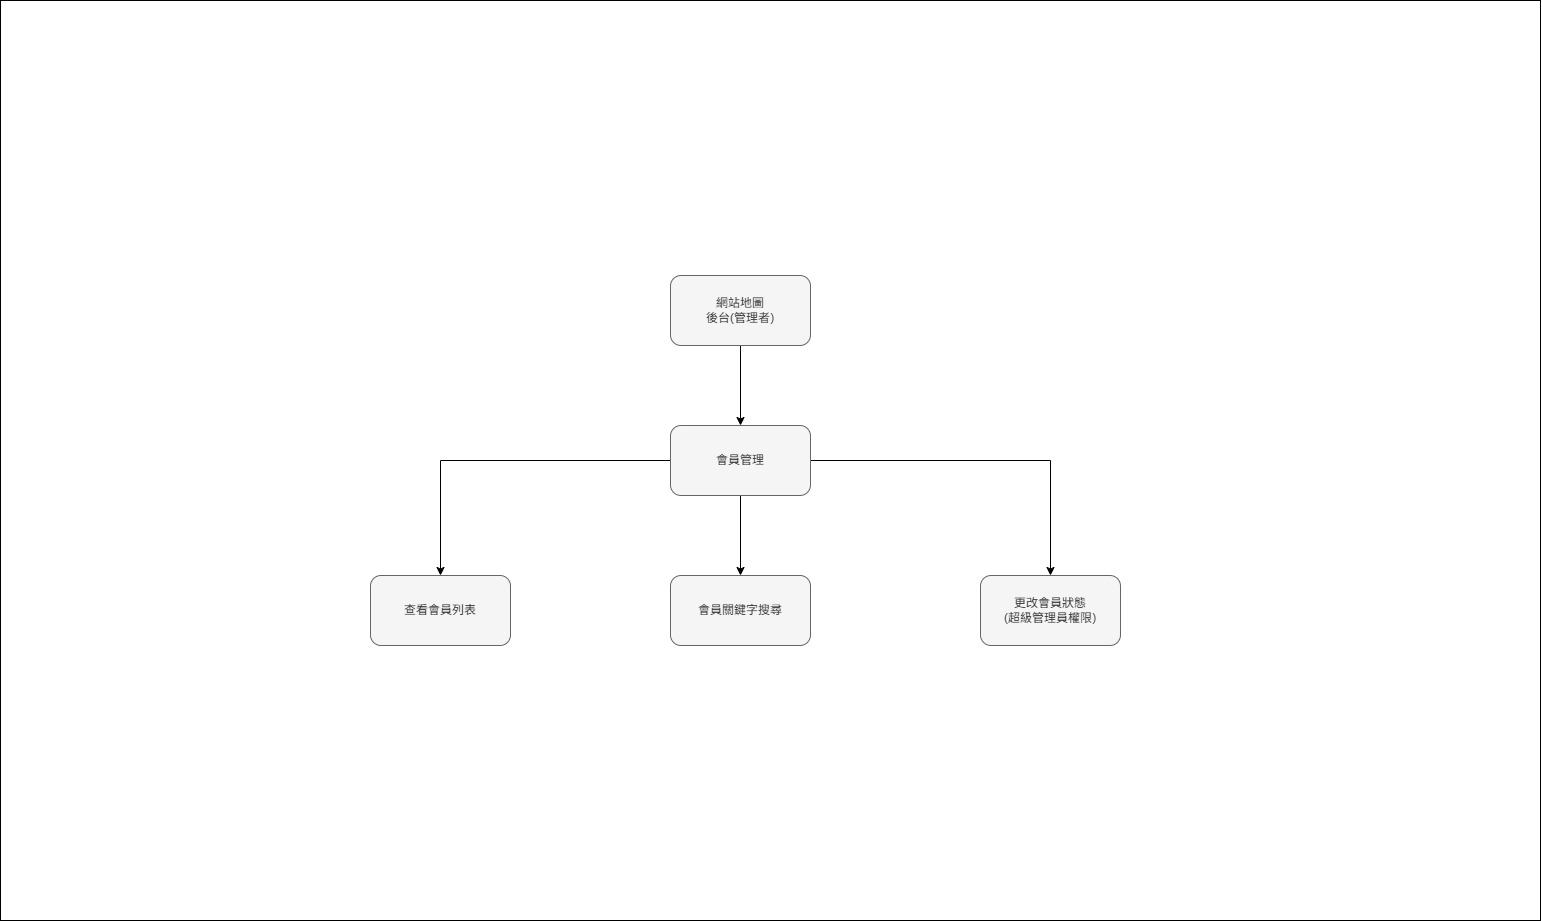 網站地圖
後台(管理者)
會員管理
查看會員列表
會員關鍵字搜尋
更改會員狀態
(超級管理員權限)